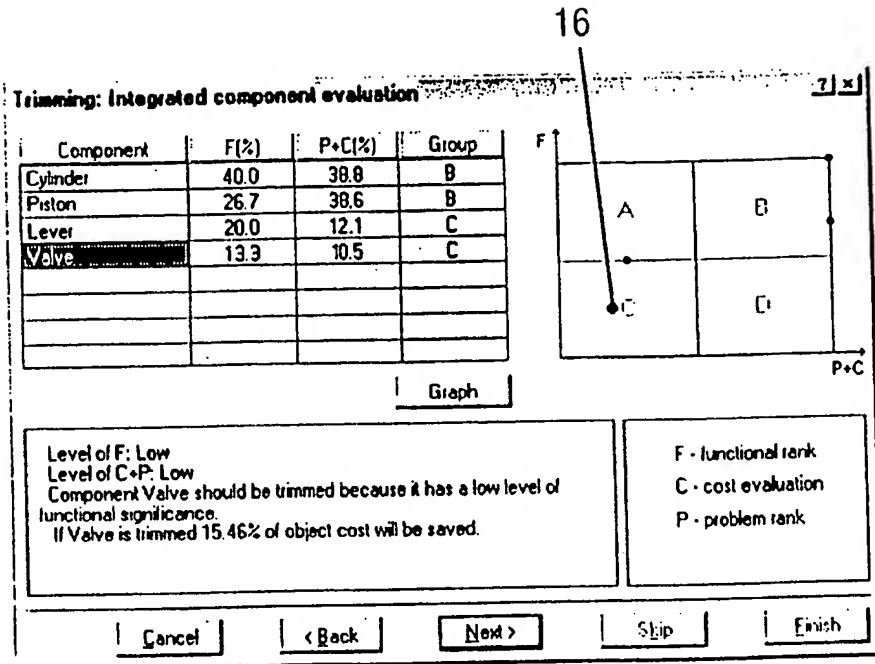 16
Trimming: Integrated component evaluation
? ×
Component F(%) P+C(%) Group
Cylinder 40.0 38.8 B
Piston 26.7 38.6 B
Lever 20.0 12.1 C
Valve 13.3 10.5 C
F
A B
C D
P+C
Graph
Level of F: Low
Level of C+P: Low
Component Valve should be trimmed because it has a low level of
functional significance.
If Valve is trimmed 15.46% of object cost will be saved.
F - functional rank
C - cost evaluation
P - problem rank
Cancel < Back Next > Skip Finish